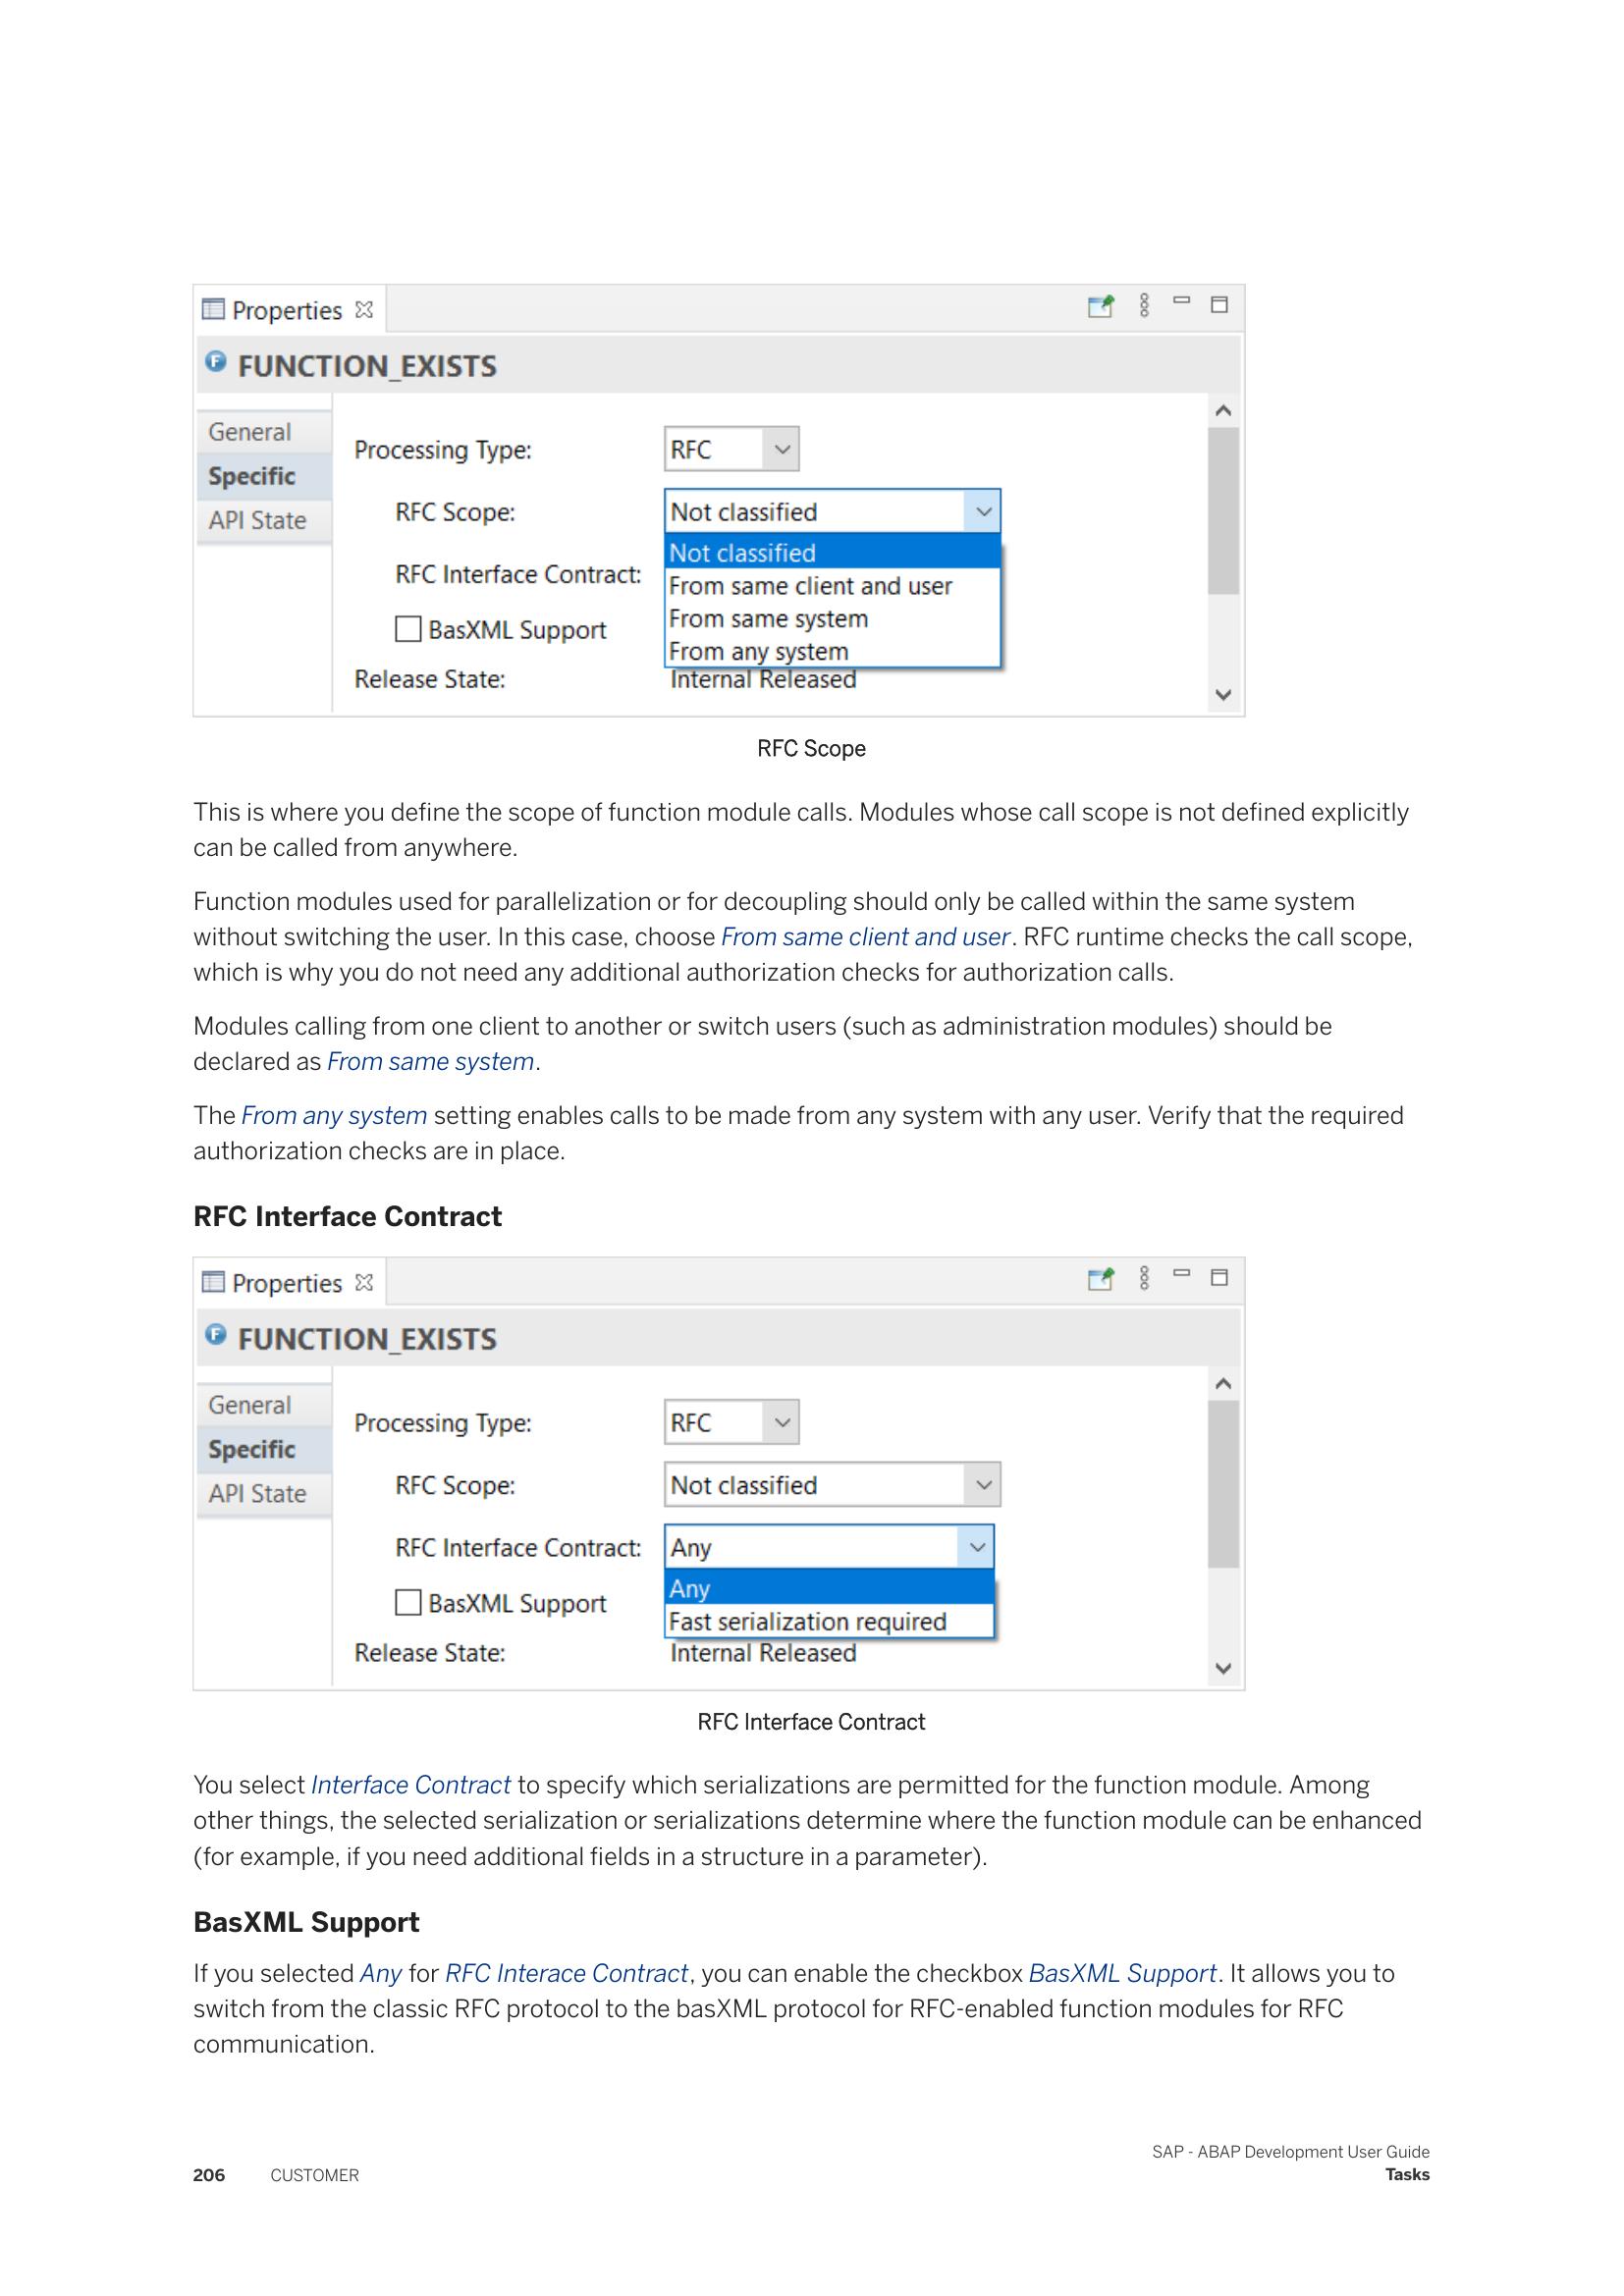 Properties
FUNCTION_EXISTS
General
Specific
API State
Processing Type: RFC
RFC Scope: Not classified
Not classified
From same client and user
From same system
From any system
RFC Interface Contract:
BasXML Support
Release State: Internal Released
RFC Scope
This is where you define the scope of function module calls. Modules whose call scope is not defined explicitly
can be called from anywhere.
Function modules used for parallelization or for decoupling should only be called within the same system
without switching the user. In this case, choose From same client and user. RFC runtime checks the call scope,
which is why you do not need any additional authorization checks for authorization calls.
Modules calling from one client to another or switch users (such as administration modules) should be
declared as From same system.
The From any system setting enables calls to be made from any system with any user. Verify that the required
authorization checks are in place.
RFC Interface Contract
Properties
FUNCTION_EXISTS
General
Specific
API State
Processing Type: RFC
RFC Scope: Not classified
RFC Interface Contract: Any
Any
Fast serialization required
BasXML Support
Release State: Internal Released
RFC Interface Contract
You select Interface Contract to specify which serializations are permitted for the function module. Among
other things, the selected serialization or serializations determine where the function module can be enhanced
(for example, if you need additional fields in a structure in a parameter).
BasXML Support
If you selected Any for RFC Interace Contract, you can enable the checkbox BasXML Support. It allows you to
switch from the classic RFC protocol to the basXML protocol for RFC-enabled function modules for RFC
communication.
SAP - ABAP Development User Guide
206 CUSTOMER Tasks